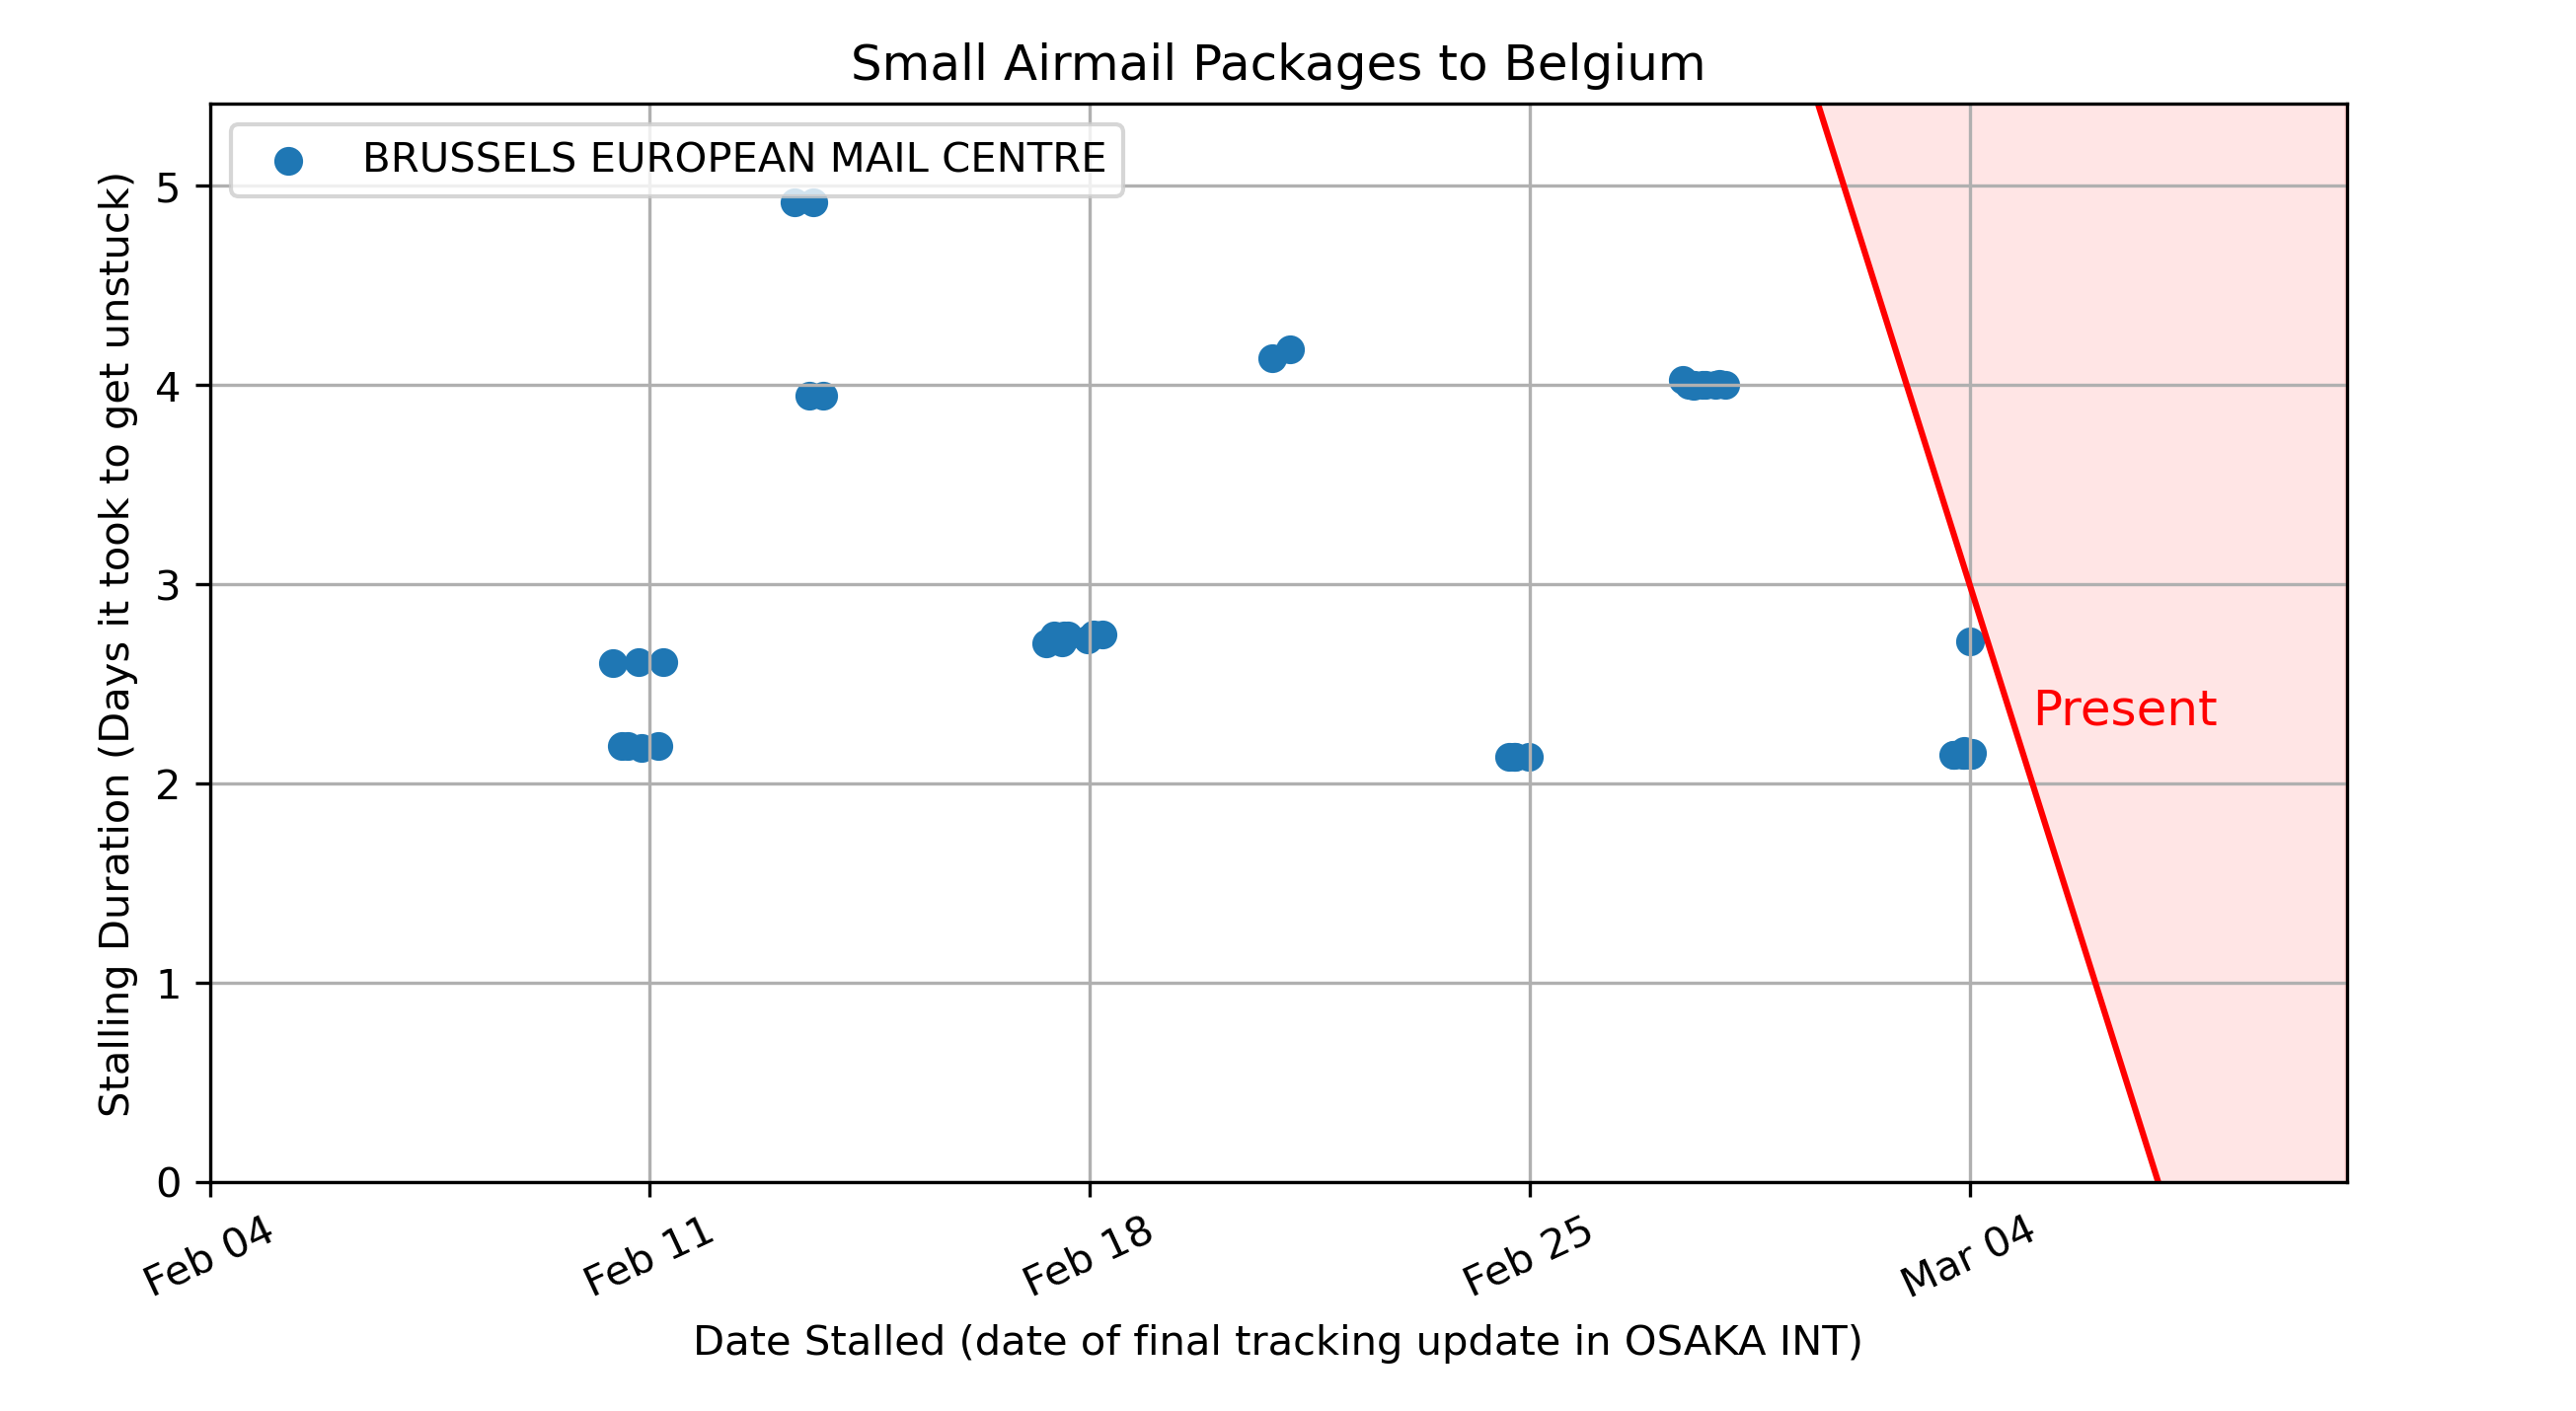 Small Airmail Packages to Belgium
BRUSSELS EUROPEAN MAIL CENTRE
Stalling Duration (Days it took to get unstuck)
5
4
3
2
1
0
Present
Feb 04
Feb 11
Feb 18
Feb 25
Mar 04
Date Stalled (date of final tracking update in OSAKA INT)